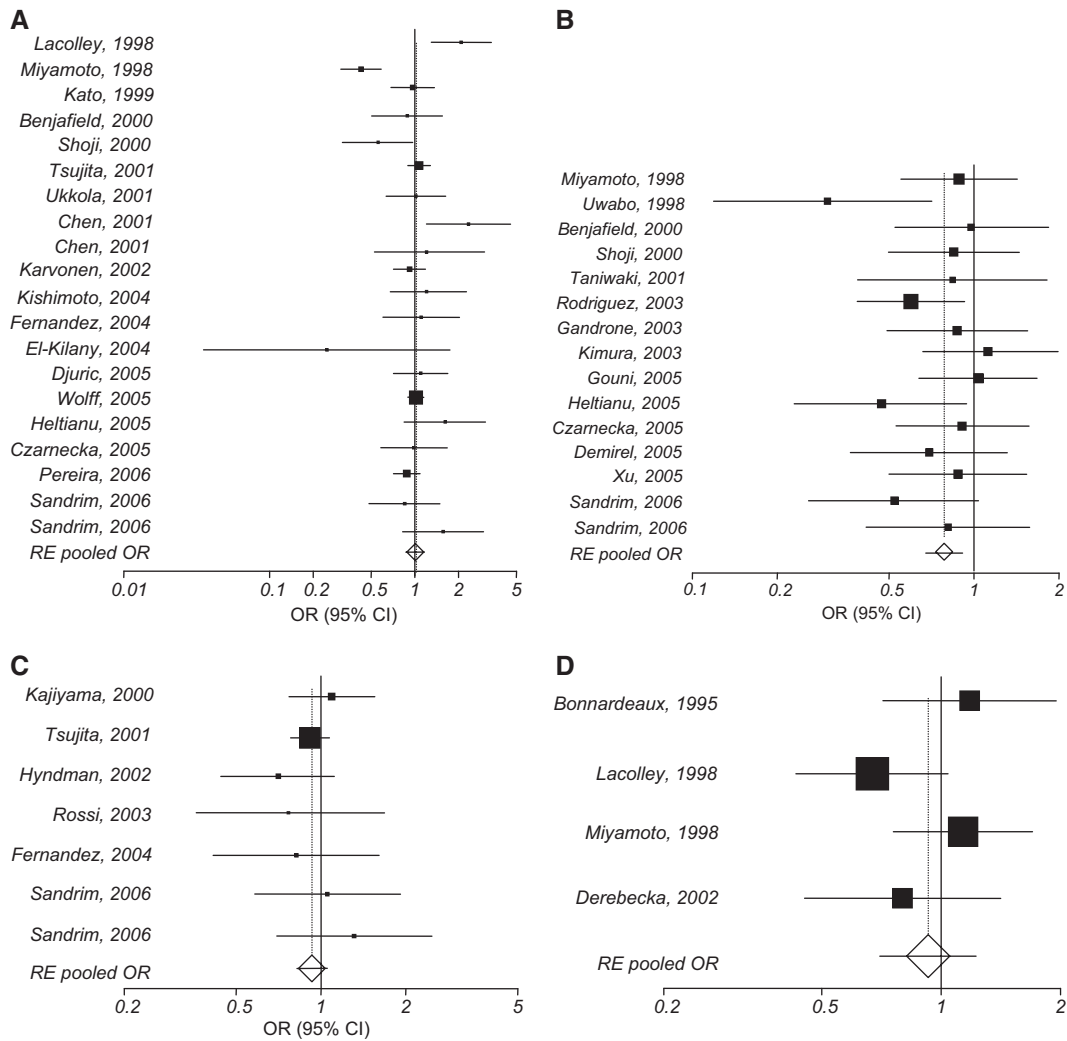 A
Lacolley, 1998
Miyamoto, 1998
Kato, 1999
Benjafield, 2000
Shoji, 2000
Tsujita, 2001
Ukkola, 2001
Chen, 2001
Chen, 2001
Karvonen, 2002
Kishimoto, 2004
Fernandez, 2004
El-Kilany, 2004
Djuric, 2005
Wolff, 2005
Heltianu, 2005
Czarnecka, 2005
Pereira, 2006
Sandrim, 2006
Sandrim, 2006
RE pooled OR
0.01 0.1 0.2 0.5 1 2 5
OR (95% CI)
B
Miyamoto, 1998
Uwabo, 1998
Benjafield, 2000
Shoji, 2000
Taniwaki, 2001
Rodriguez, 2003
Gandrone, 2003
Kimura, 2003
Gouni, 2005
Heltianu, 2005
Czarnecka, 2005
Demirel, 2005
Xu, 2005
Sandrim, 2006
Sandrim, 2006
RE pooled OR
0.1 0.2 0.5 1 2
OR (95% CI)
C
Kajiyama, 2000
Tsujita, 2001
Hyndman, 2002
Rossi, 2003
Fernandez, 2004
Sandrim, 2006
Sandrim, 2006
RE pooled OR
0.2 0.5 1 2 5
OR (95% CI)
D
Bonnardeaux, 1995
Lacolley, 1998
Miyamoto, 1998
Derebecka, 2002
RE pooled OR
0.2 0.5 1 2